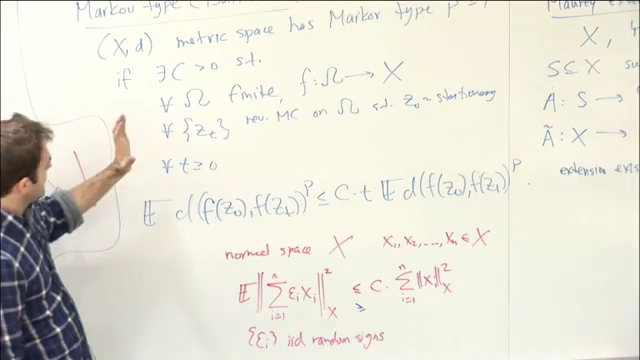 Markov type
(X, d) metric space has Markov type p
if ∃ C > 0 s.t.
∀ Ω finite, f: Ω → X
∀ {Z_t} rev. MC on Ω s.t. Z_0 ~ stationary
∀ t ≥ 0
𝔼 d(f(Z_0), f(Z_t))^p ≤ C·t 𝔼 d(f(Z_0), f(Z_1))^p.
normed space X x_1, x_2, ..., x_n ∈ X
𝔼 ‖∑_{i=1}^n ε_i x_i‖_X^2 ≤ C · ∑_{i=1}^n ‖x_i‖_X^2
≥
{ε_i} iid random signs
Maurey
X,
S ⊆ X
A: S →
Ã: X →
extension